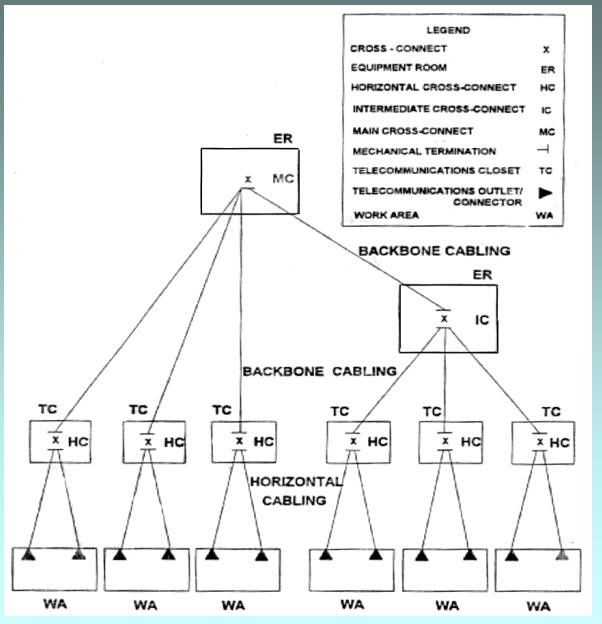 LEGEND
CROSS - CONNECT X
EQUIPMENT ROOM ER
HORIZONTAL CROSS-CONNECT HC
INTERMEDIATE CROSS-CONNECT IC
MAIN CROSS-CONNECT MC
MECHANICAL TERMINATION
TELECOMMUNICATIONS CLOSET TC
TELECOMMUNICATIONS OUTLET/
CONNECTOR
WORK AREA WA
ER
X MC
BACKBONE CABLING
ER
X IC
BACKBONE CABLING
TC TC TC TC TC TC
X HC X HC X HC X HC X HC X HC
HORIZONTAL
CABLING
WA WA WA WA WA WA